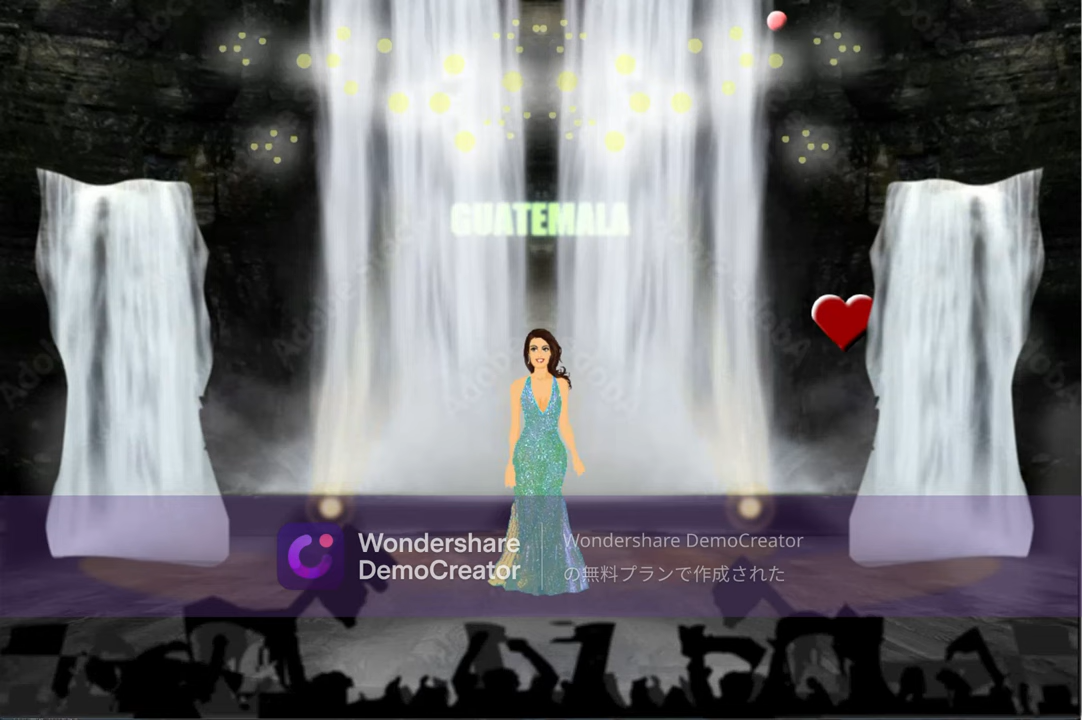 GUATEMALA
Wondershare
DemoCreator
Wondershare DemoCreator
の無料プランで作成された